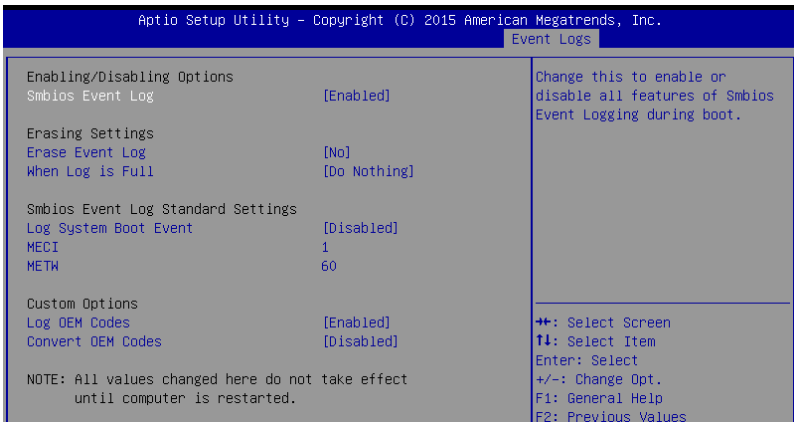 Aptio Setup Utility – Copyright (C) 2015 American Megatrends, Inc.
Event Logs
Enabling/Disabling Options
Smbios Event Log [Enabled]
Erasing Settings
Erase Event Log [No]
When Log is Full [Do Nothing]
Smbios Event Log Standard Settings
Log System Boot Event [Disabled]
MECI 1
METW 60
Custom Options
Log OEM Codes [Enabled]
Convert OEM Codes [Disabled]
NOTE: All values changed here do not take effect
until computer is restarted.
Change this to enable or
disable all features of Smbios
Event Logging during boot.
→←: Select Screen
↑↓: Select Item
Enter: Select
+/-: Change Opt.
F1: General Help
F2: Previous Values